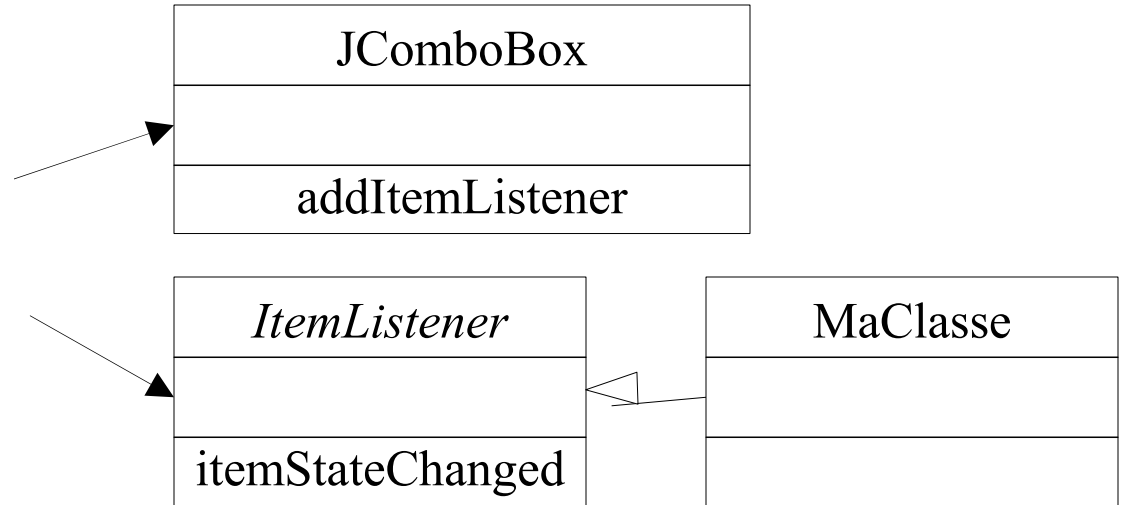 JComboBox
addItemListener
ItemListener
MaClasse
itemStateChanged